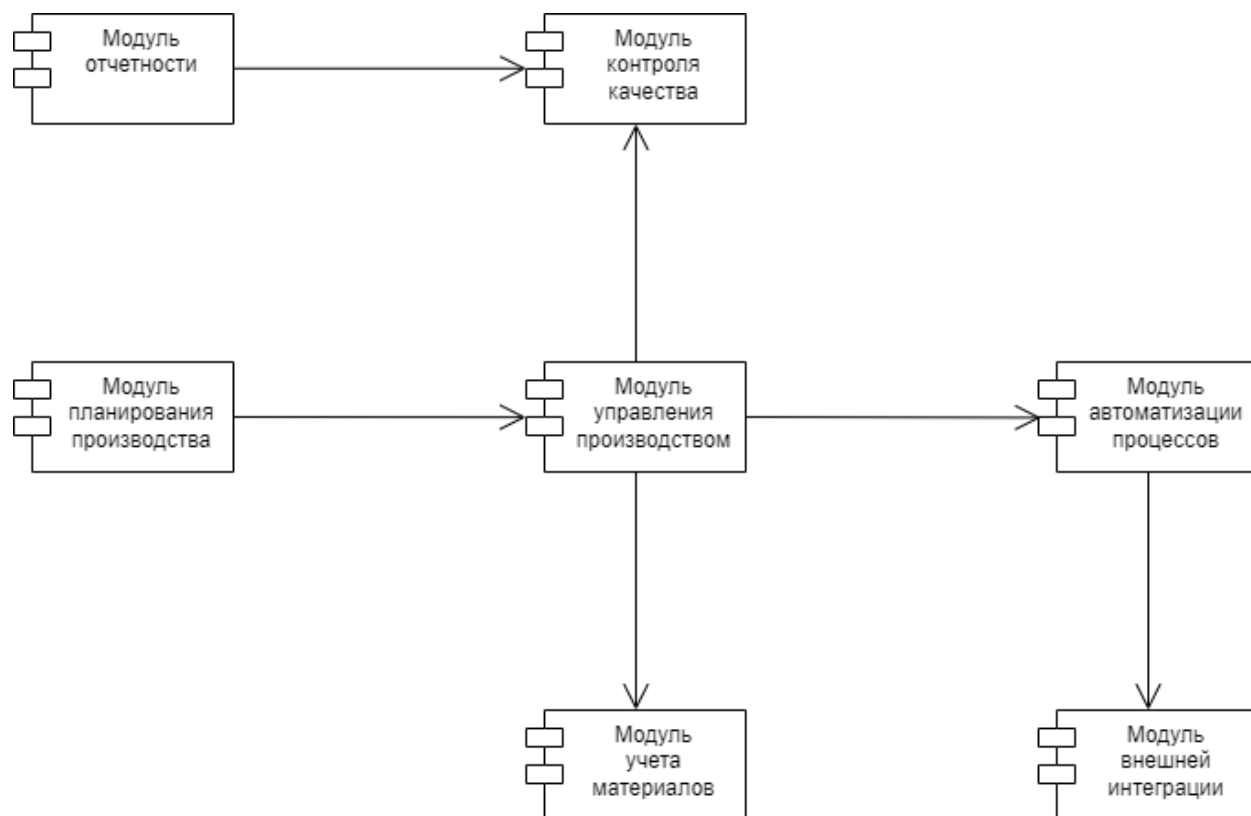 Модуль
отчетности
Модуль
контроля
качества
Модуль
планирования
производства
Модуль
управления
производством
Модуль
автоматизации
процессов
Модуль
учета
материалов
Модуль
внешней
интеграции